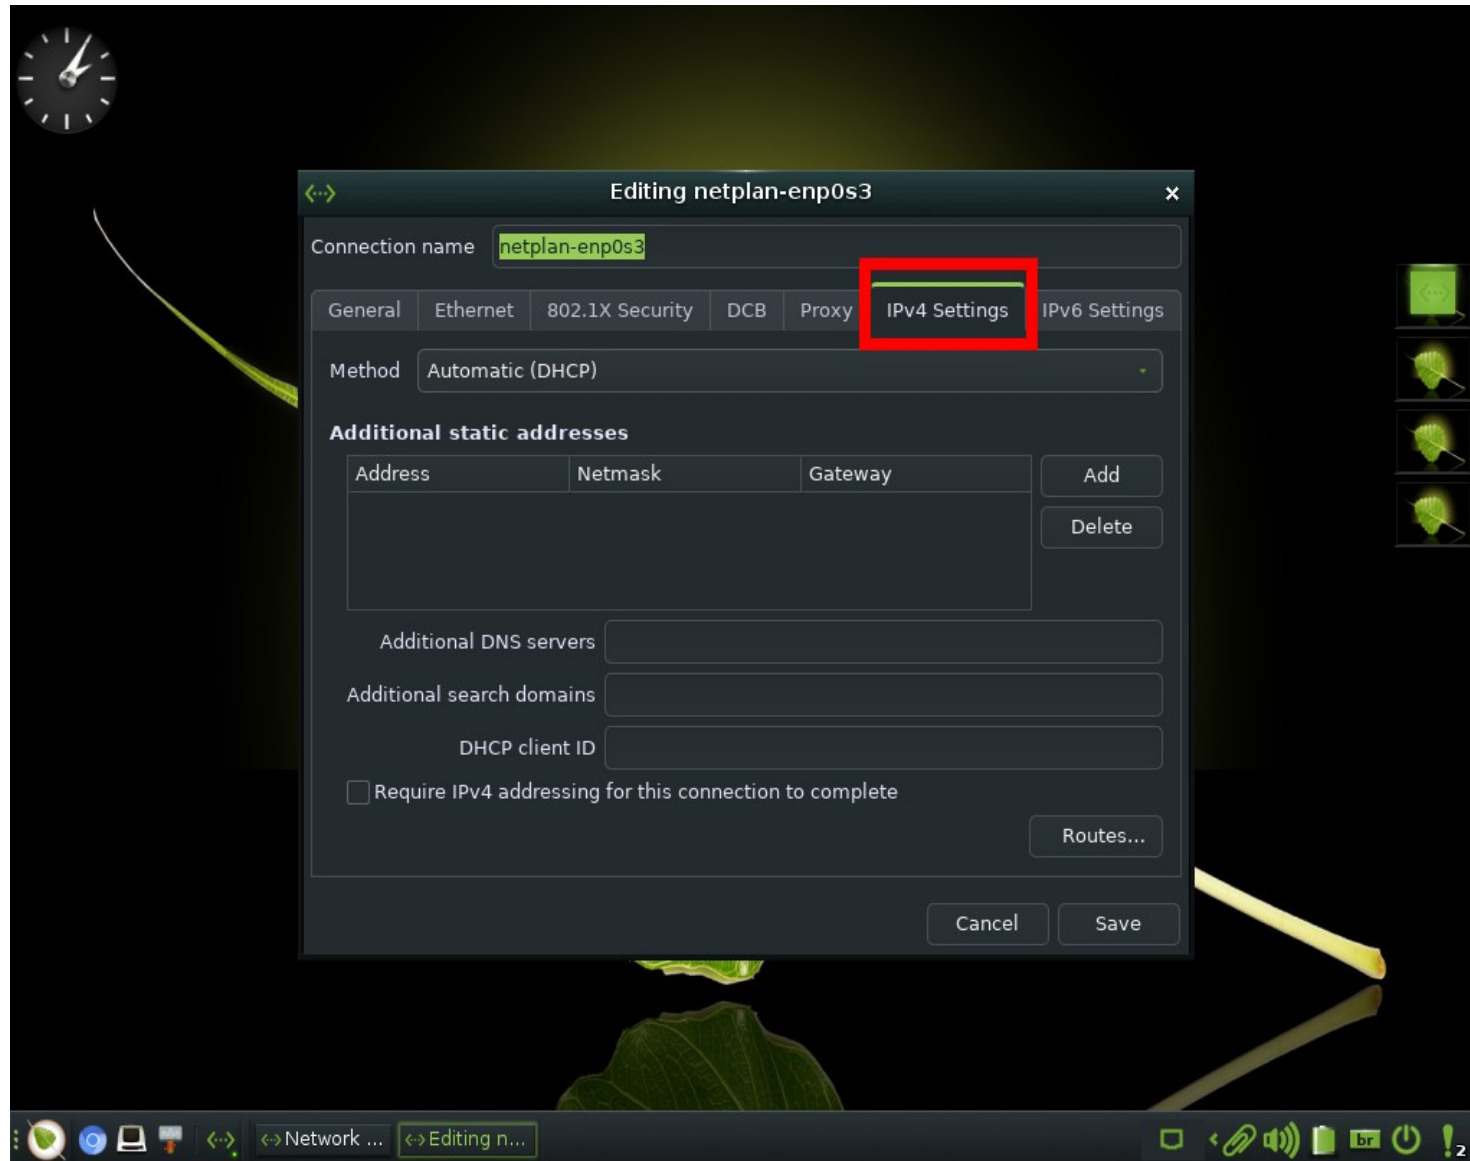 Editing netplan-enp0s3
Connection name netplan-enp0s3
General Ethernet 802.1X Security DCB Proxy IPv4 Settings IPv6 Settings
Method Automatic (DHCP)
Additional static addresses
Address Netmask Gateway Add
Delete
Additional DNS servers
Additional search domains
DHCP client ID
Require IPv4 addressing for this connection to complete
Routes...
Cancel Save
Network ... Editing n... br 2